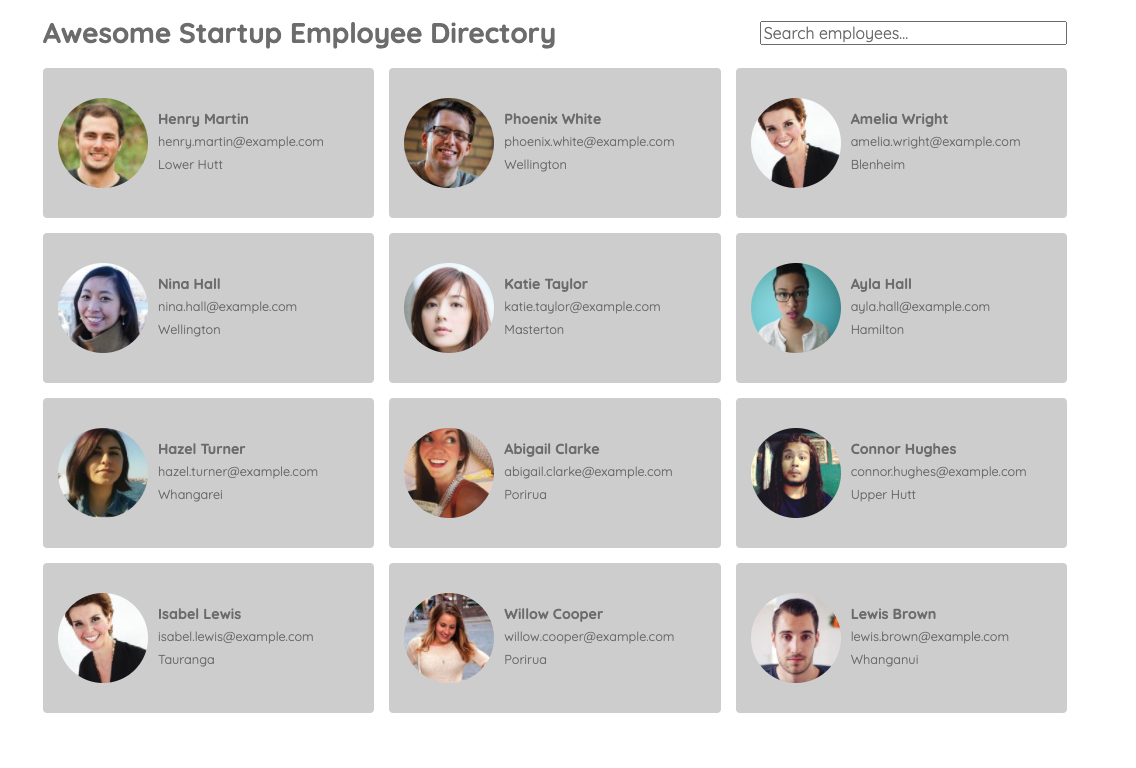 Awesome Startup Employee Directory
Search employees...
Henry Martin
henry.martin@example.com
Lower Hutt
Phoenix White
phoenix.white@example.com
Wellington
Amelia Wright
amelia.wright@example.com
Blenheim
Nina Hall
nina.hall@example.com
Wellington
Katie Taylor
katie.taylor@example.com
Masterton
Ayla Hall
ayla.hall@example.com
Hamilton
Hazel Turner
hazel.turner@example.com
Whangarei
Abigail Clarke
abigail.clarke@example.com
Porirua
Connor Hughes
connor.hughes@example.com
Upper Hutt
Isabel Lewis
isabel.lewis@example.com
Tauranga
Willow Cooper
willow.cooper@example.com
Porirua
Lewis Brown
lewis.brown@example.com
Whanganui